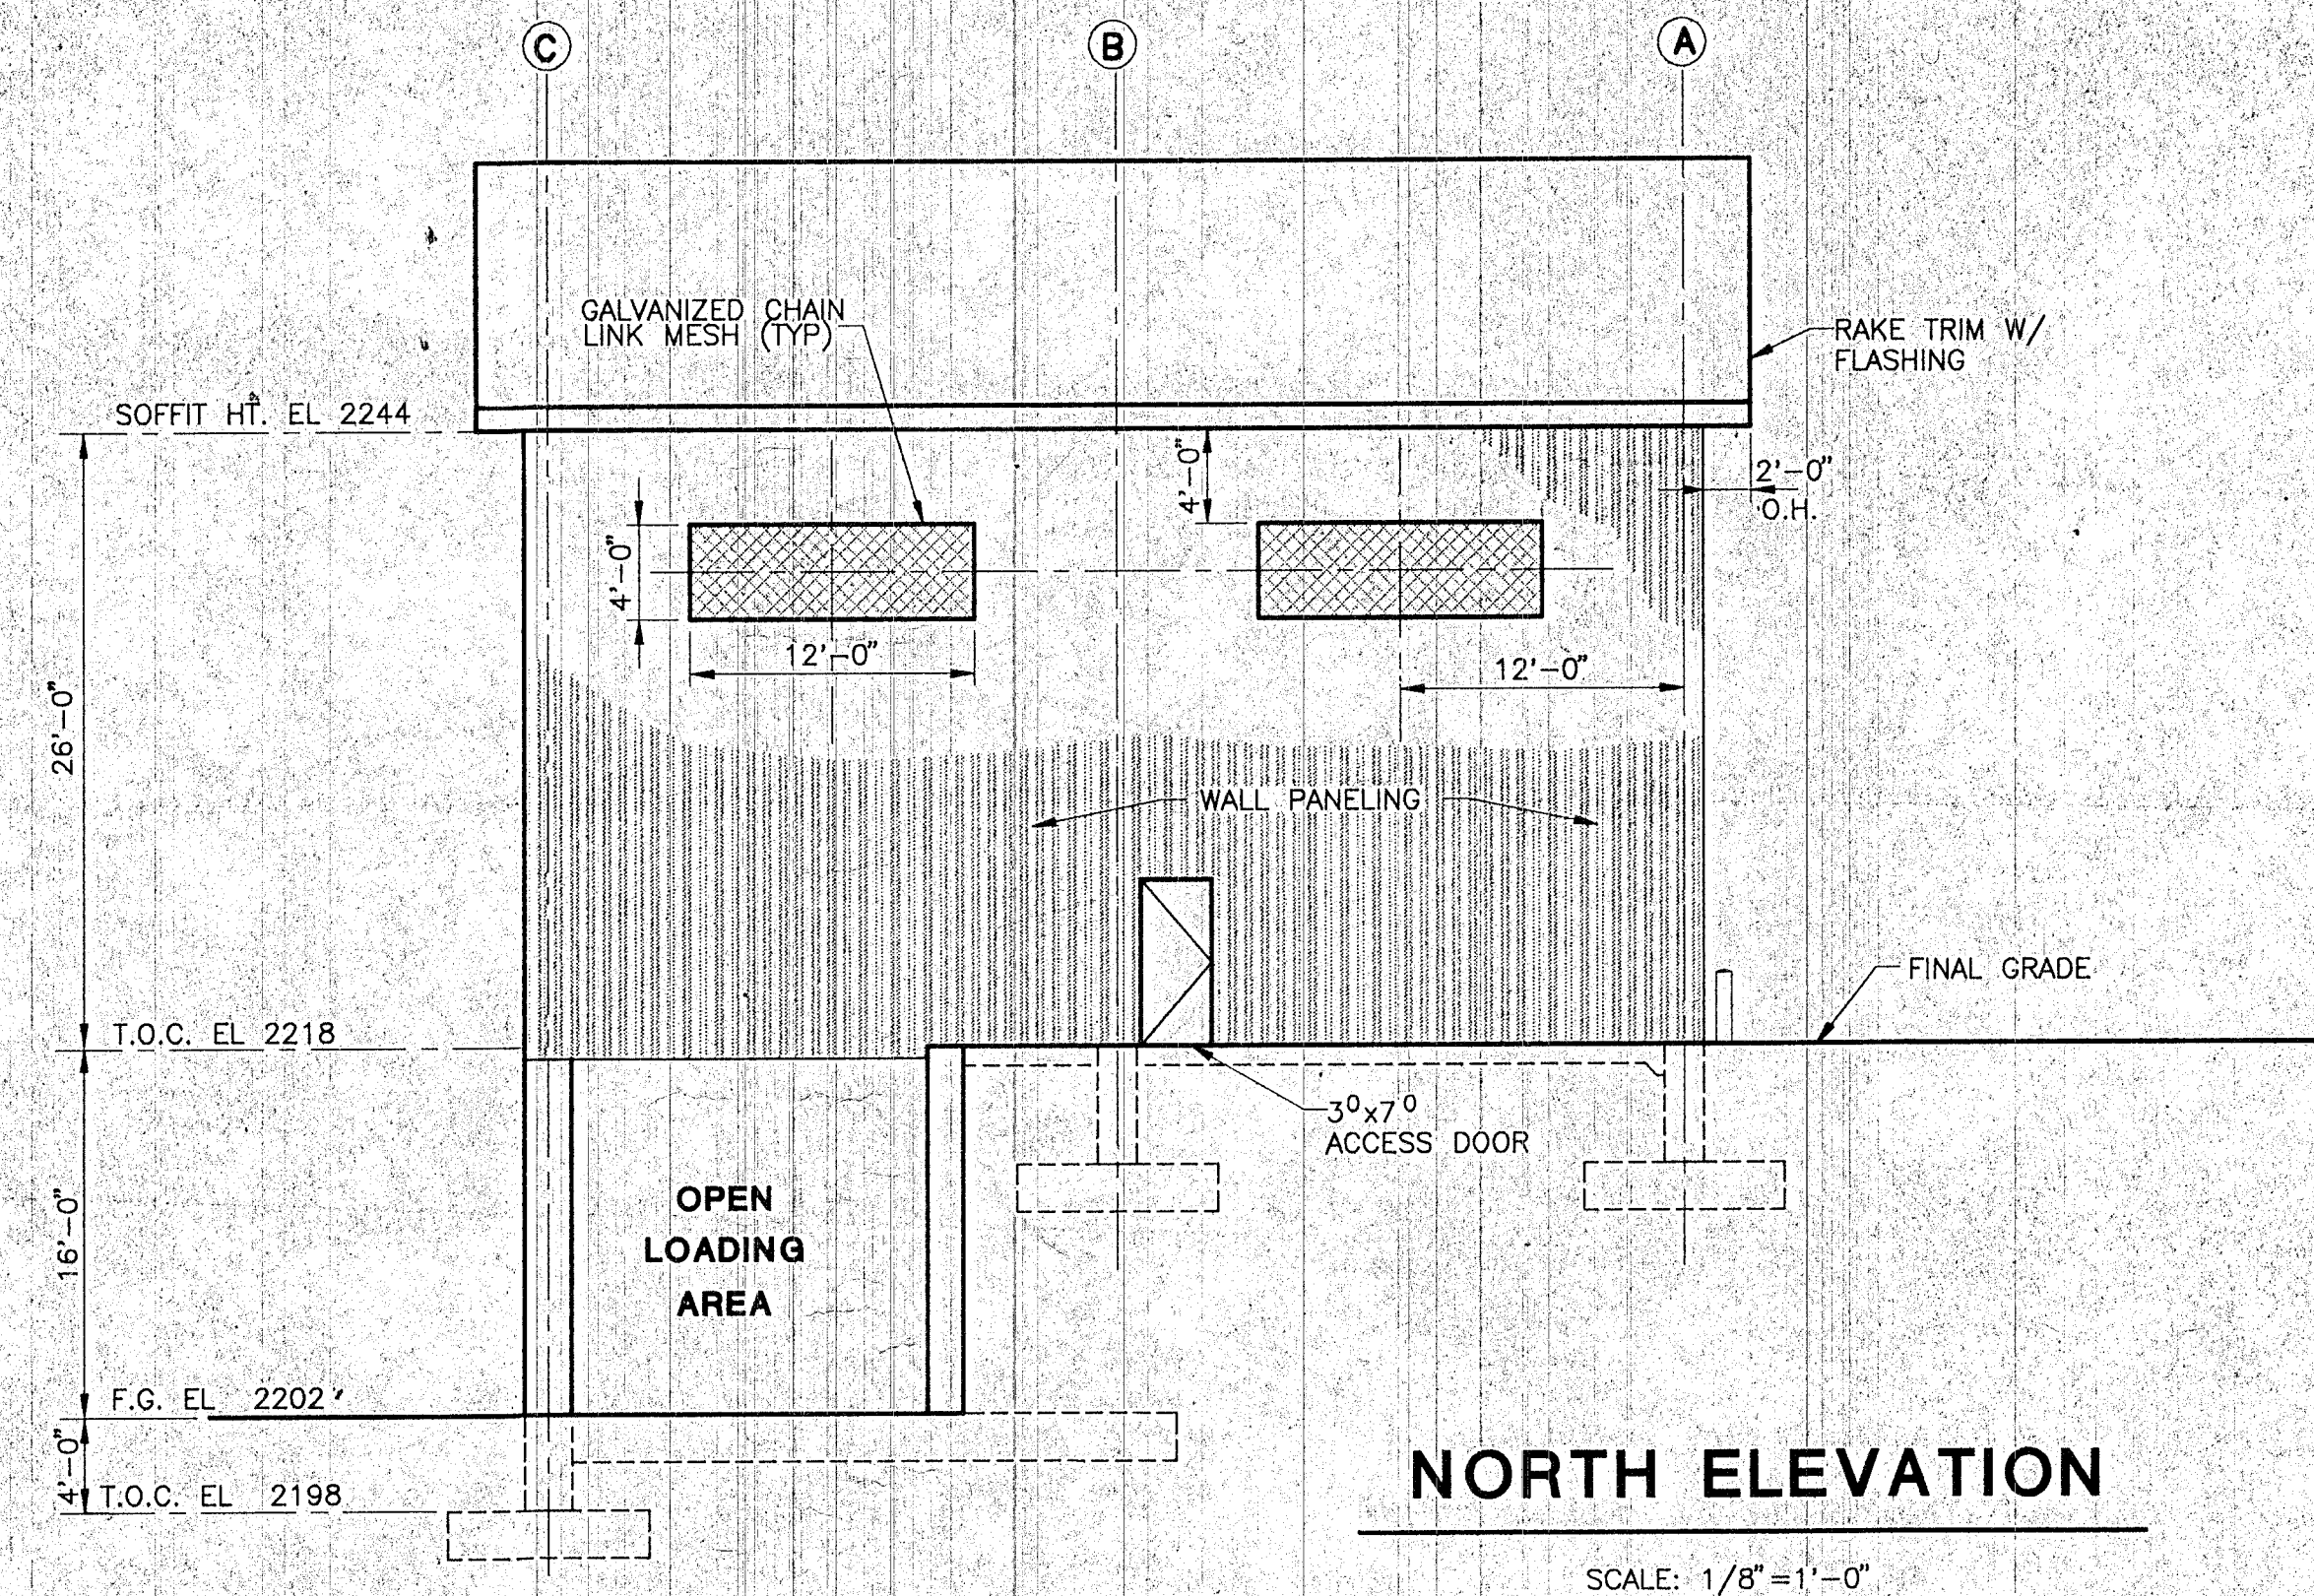 C
B
A
GALVANIZED CHAIN
LINK MESH (TYP)
RAKE TRIM W/
FLASHING
SOFFIT HT. EL 2244
4'-0"
2'-0"
O.H.
4'-0"
12'-0"
12'-0"
26'-0"
WALL PANELING
FINAL GRADE
T.O.C. EL 2218
3⁰x7⁰
ACCESS DOOR
16'-0"
OPEN
LOADING
AREA
F.G. EL 2202'
4'-0"
T.O.C. EL 2198
NORTH ELEVATION
SCALE: 1/8"=1'-0"